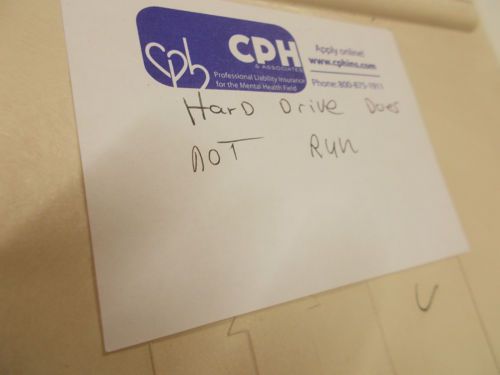 cph
CPH
& ASSOCIATES
Professional Liability Insurance
for the Mental Health Field
Apply online!
www.cphins.com
Phone: 800-875-1911
HarD Drive Does
noT Run